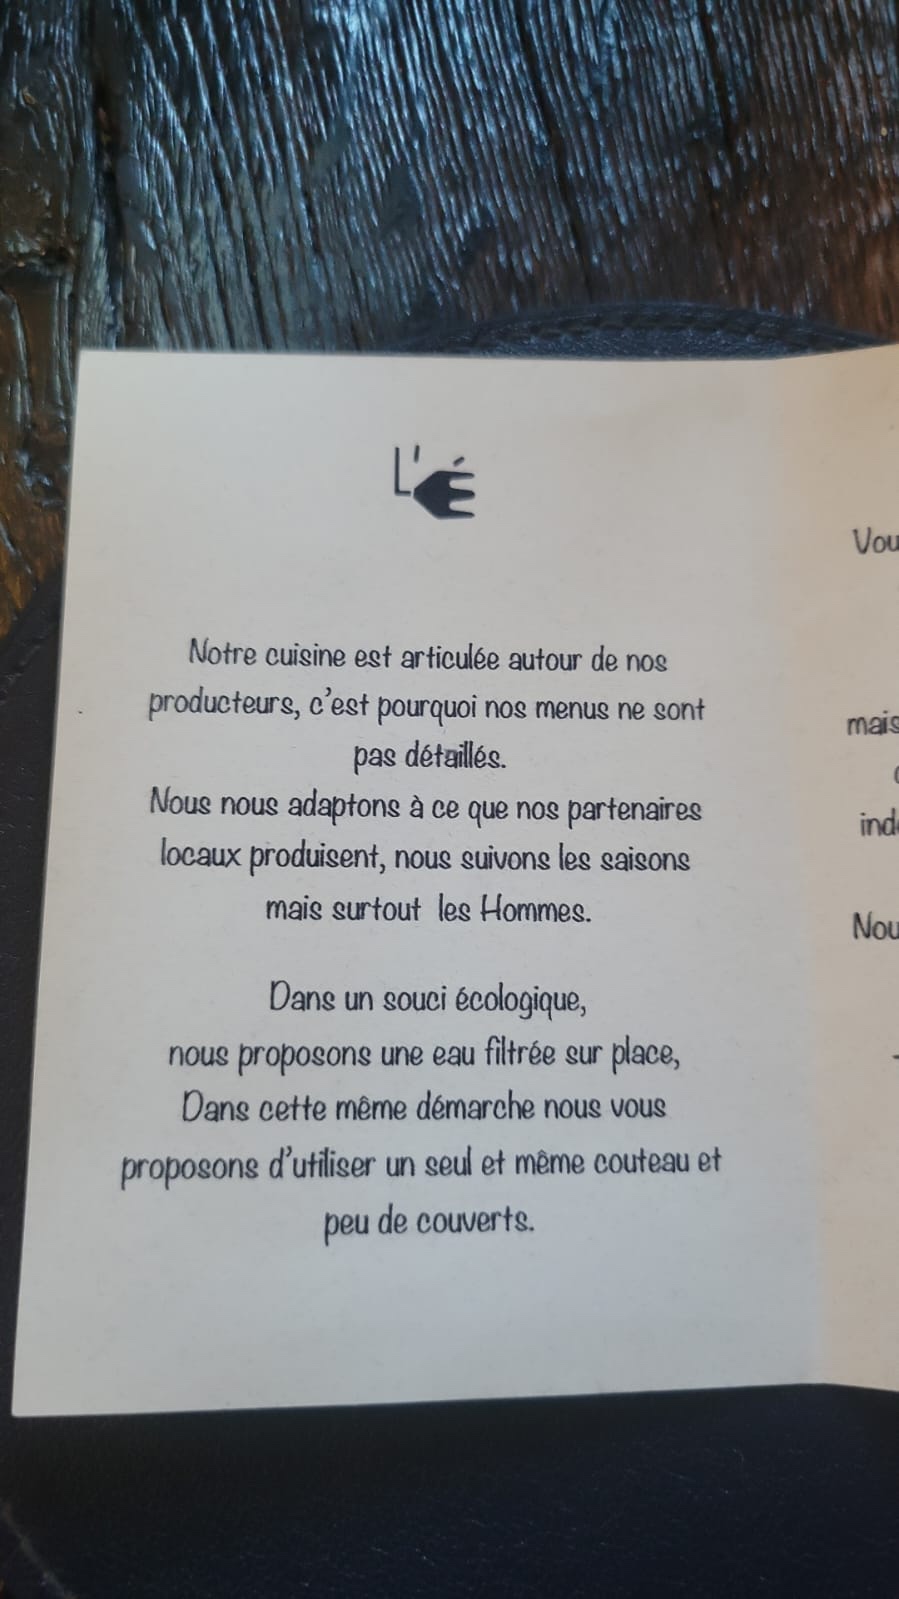 L'É
Notre cuisine est articulée autour de nos
producteurs, c'est pourquoi nos menus ne sont
pas détaillés.
Nous nous adaptons à ce que nos partenaires
locaux produisent, nous suivons les saisons
mais surtout les Hommes.
Dans un souci écologique,
nous proposons une eau filtrée sur place,
Dans cette même démarche nous vous
proposons d'utiliser un seul et même couteau et
peu de couverts.
Vou
mais
ind
Nou